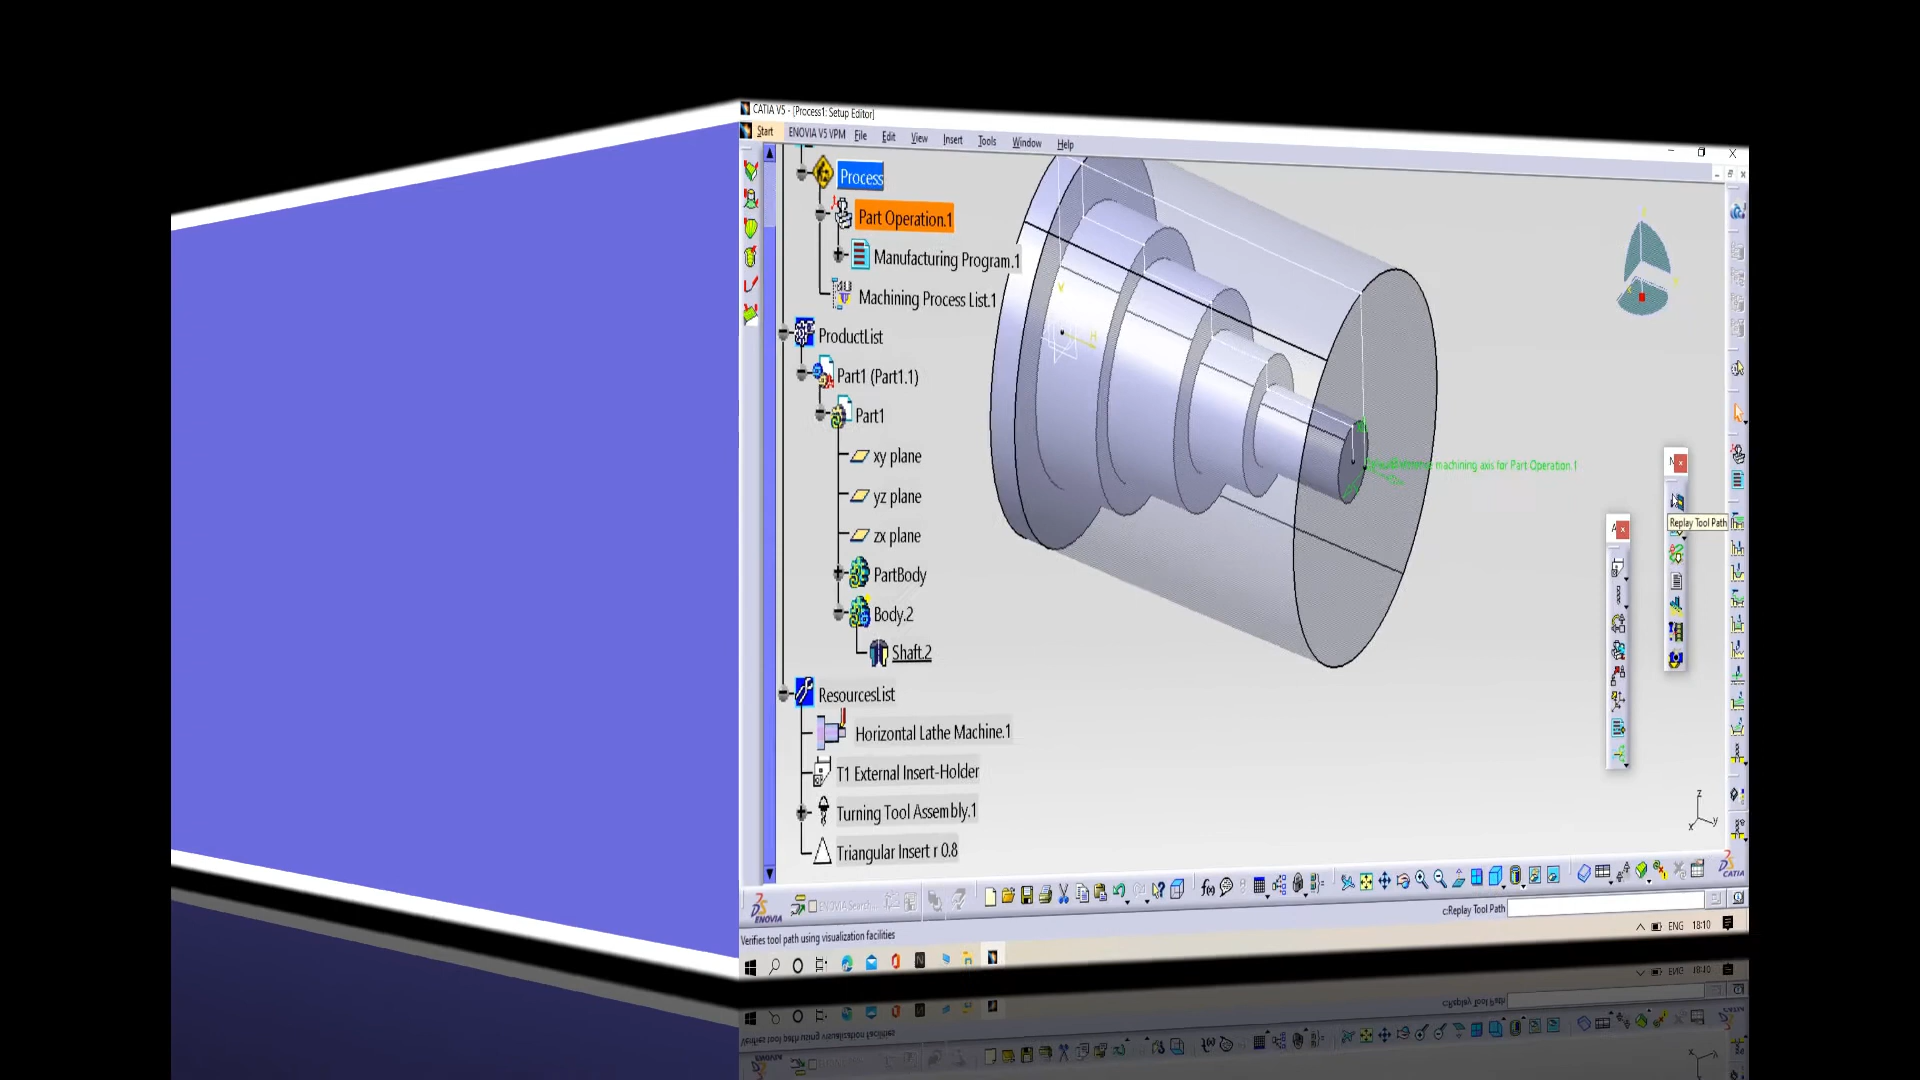 CATIA V5 - [Process1: Setup Editor]
Start ENOVIA V5 VPM File Edit View Insert Tools Window Help
Process
Part Operation.1
Manufacturing Program.1
Machining Process List.1
ProductList
Part1 (Part1.1)
Part1
xy plane
yz plane
zx plane
PartBody
Body.2
Shaft.2
ResourcesList
Horizontal Lathe Machine.1
T1 External Insert-Holder
Turning Tool Assembly.1
Triangular Insert r 0.8
V
H
machining axis for Part Operation.1
Replay Tool Path
z
x
y
ENOVIA
ENOVIA Search...
CATIA
c:Replay Tool Path
Verifies tool path using visualization facilities
ENG 18:10